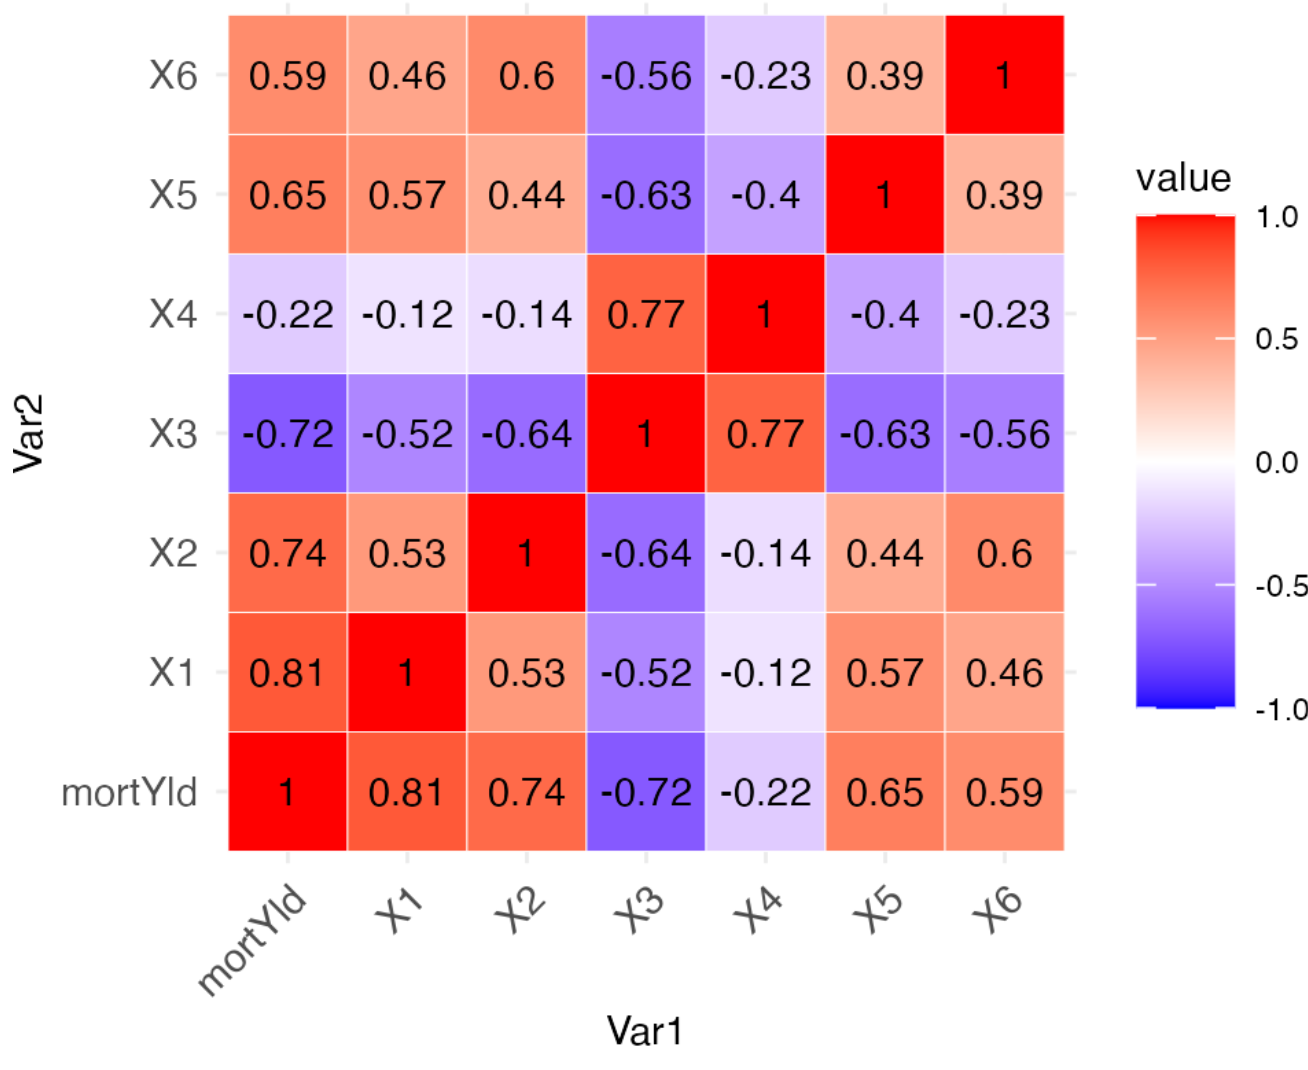 X6 0.59 0.46 0.6 -0.56 -0.23 0.39 1
X5 0.65 0.57 0.44 -0.63 -0.4 1 0.39
X4 -0.22 -0.12 -0.14 0.77 1 -0.4 -0.23
X3 -0.72 -0.52 -0.64 1 0.77 -0.63 -0.56
X2 0.74 0.53 1 -0.64 -0.14 0.44 0.6
X1 0.81 1 0.53 -0.52 -0.12 0.57 0.46
mortYld 1 0.81 0.74 -0.72 -0.22 0.65 0.59
mortYld X1 X2 X3 X4 X5 X6
Var1
Var2
value
1.0
0.5
0.0
-0.5
-1.0